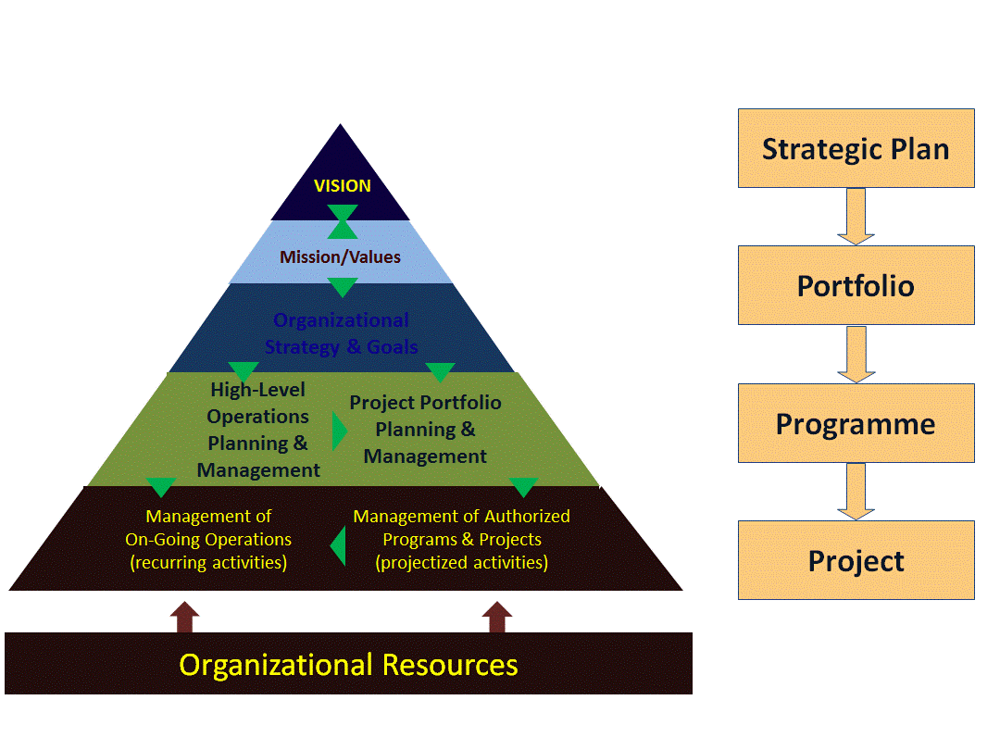 VISION
Mission/Values
Organizational
Strategy & Goals
High-Level
Operations
Planning &
Management
Project Portfolio
Planning &
Management
Management of
On-Going Operations
(recurring activities)
Management of Authorized
Programs & Projects
(projectized activities)
Organizational Resources
Strategic Plan
Portfolio
Programme
Project